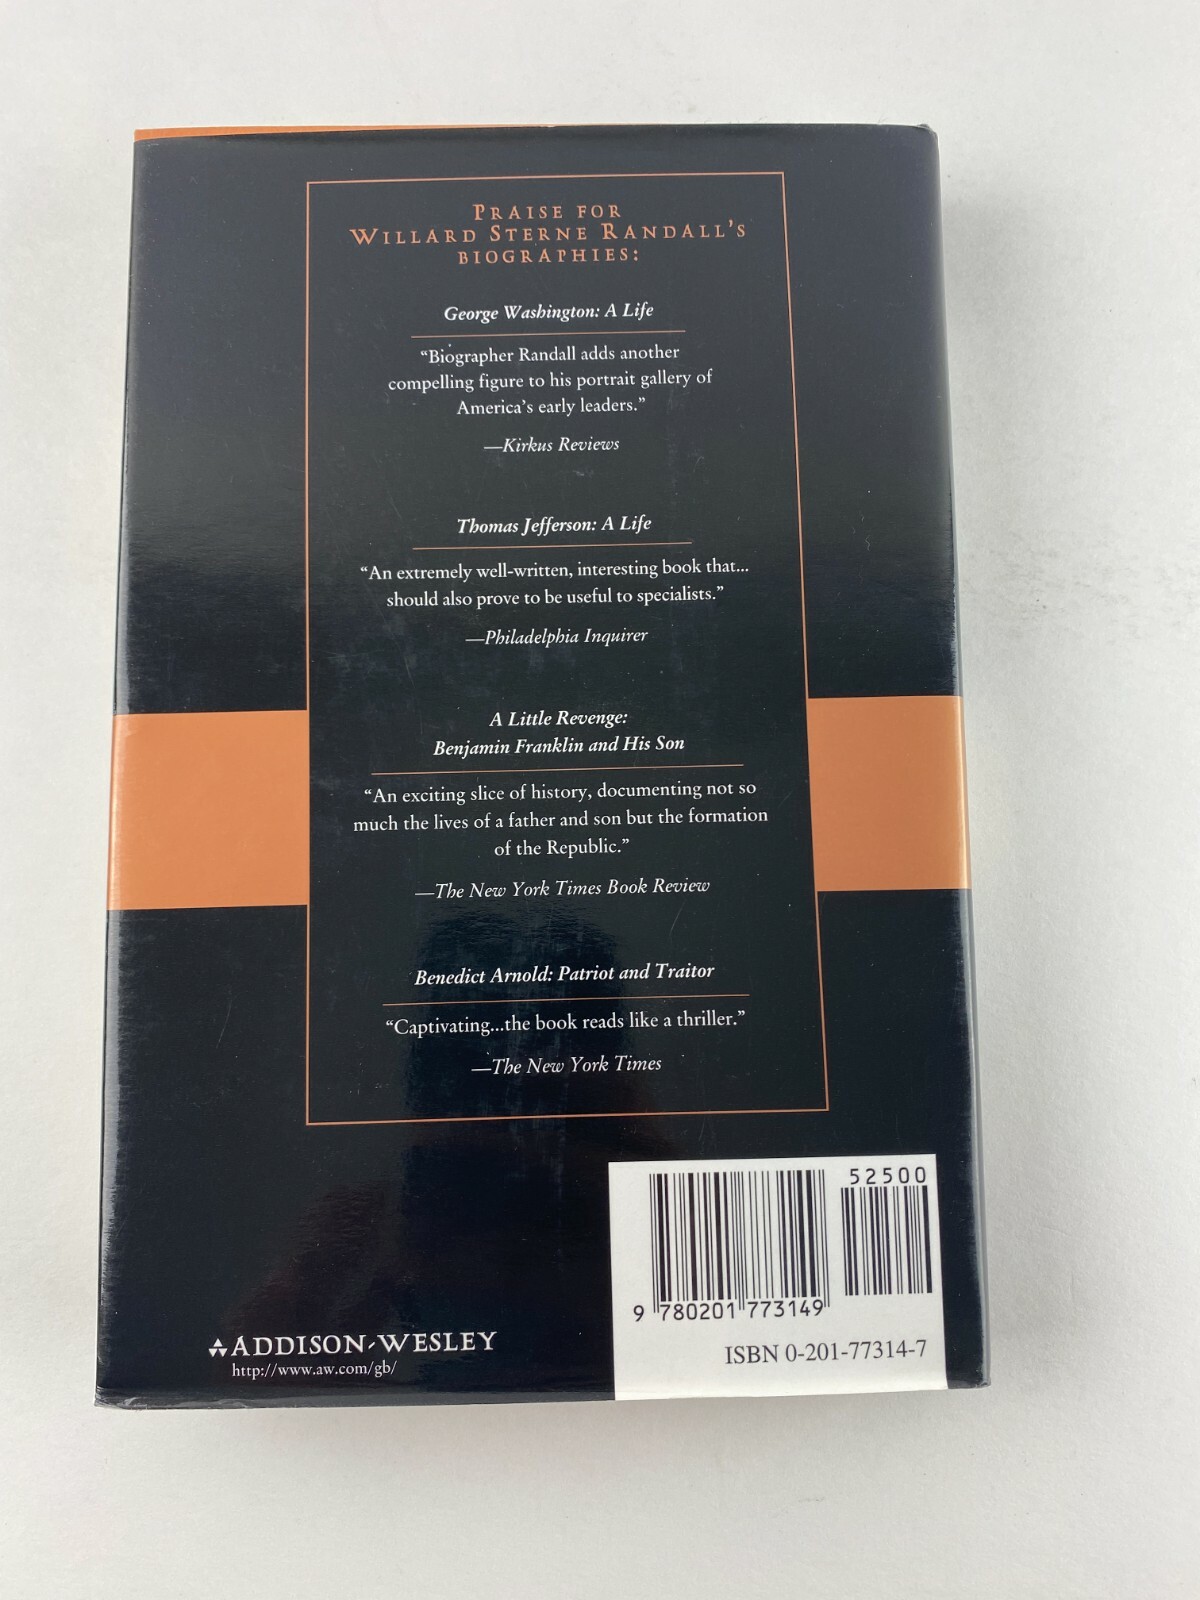 PRAISE FOR
WILLARD STERNE RANDALL'S
BIOGRAPHIES:
George Washington: A Life
“Biographer Randall adds another
compelling figure to his portrait gallery of
America's early leaders.”
—Kirkus Reviews
Thomas Jefferson: A Life
“An extremely well-written, interesting book that...
should also prove to be useful to specialists.”
—Philadelphia Inquirer
A Little Revenge:
Benjamin Franklin and His Son
“An exciting slice of history, documenting not so
much the lives of a father and son but the formation
of the Republic.”
—The New York Times Book Review
Benedict Arnold: Patriot and Traitor
“Captivating...the book reads like a thriller.”
—The New York Times
52500
9 780201 773149
ISBN 0-201-77314-7
ADDISON-WESLEY
http://www.aw.com/gb/